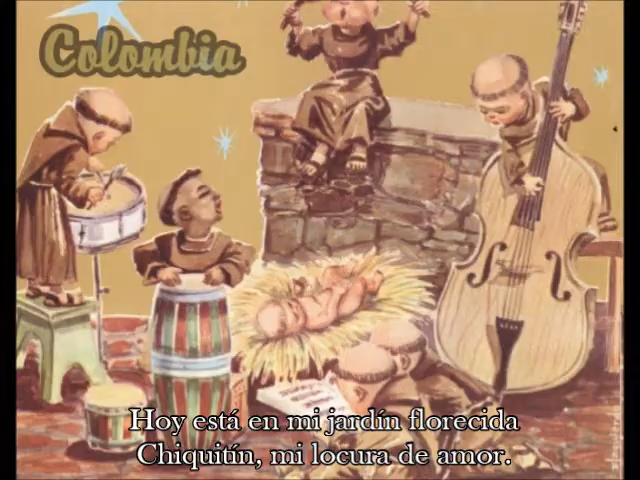 Colombia
Hoy está en mi jardín florecida
Chiquitín, mi locura de amor.